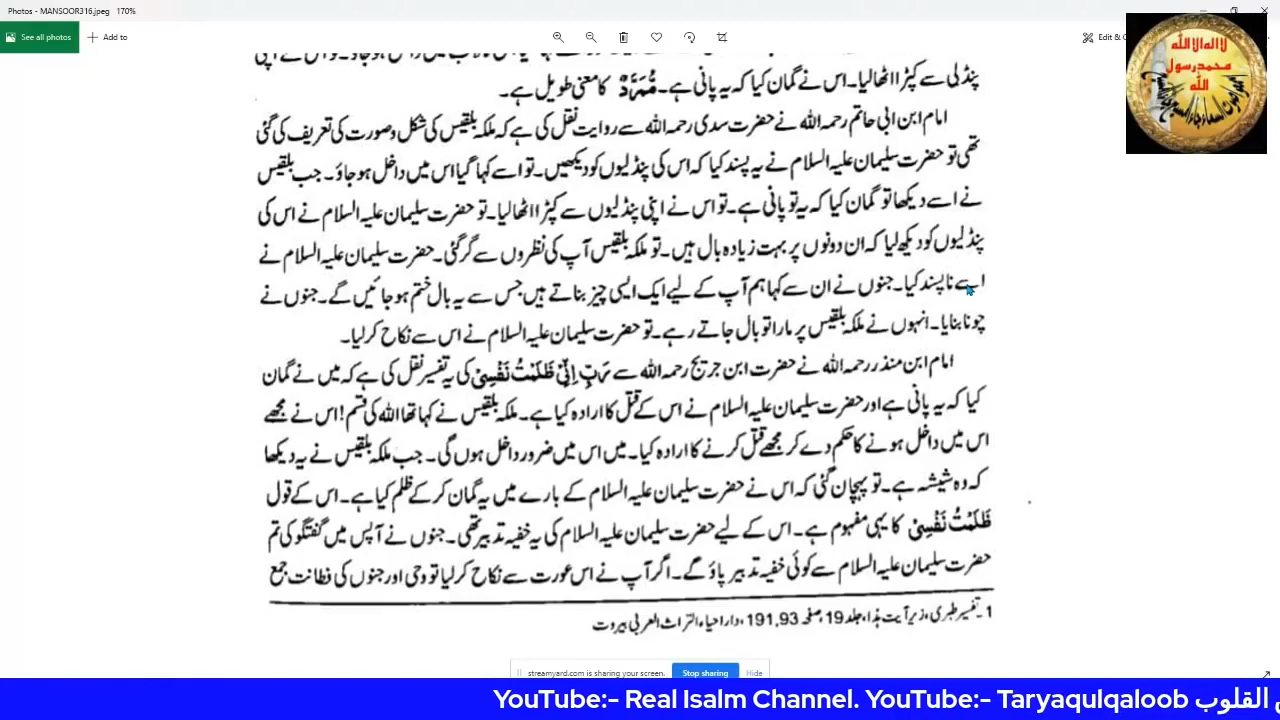 Photos - MANSOOR316.jpeg 170%
See all photos
Add to
Edit &
لا اله الا الله
محمد رسول
الله
پنڈلی سے کپڑا اٹھا لیا۔ اس نے گمان کیا کہ یہ پانی ہے۔ مُّمَرَّدٌ کا معنی طویل ہے۔
امام ابن ابی حاتم رحمہ اللہ نے حضرت سدی رحمہ اللہ سے روایت نقل کی ہے کہ ملکہ بلقیس کی شکل و صورت کی تعریف کی گئی
تھی تو حضرت سلیمان علیہ السلام نے یہ پسند کیا کہ اس کی پنڈلیوں کو دیکھیں۔ تو اسے کہا گیا اس میں داخل ہو جاؤ۔ جب بلقیس
نے اسے دیکھا تو گمان کیا کہ یہ تو پانی ہے۔ تو اس نے اپنی پنڈلیوں سے کپڑا اٹھا لیا۔ تو حضرت سلیمان علیہ السلام نے اس کی
پنڈلیوں کو دیکھ لیا کہ ان دونوں پر بہت زیادہ بال ہیں۔ تو ملکہ بلقیس آپ کی نظروں سے گر گئی۔ حضرت سلیمان علیہ السلام نے
اسے ناپسند کیا۔ جنوں نے ان سے کہا ہم آپ کے لیے ایک ایسی چیز بناتے ہیں جس سے یہ بال ختم ہو جائیں گے۔ جنوں نے
چونا بنایا۔ انہوں نے ملکہ بلقیس پر مارا تو بال جاتے رہے۔ تو حضرت سلیمان علیہ السلام نے اس سے نکاح کر لیا۔
امام ابن منذر رحمہ اللہ نے حضرت ابن جریج رحمہ اللہ سے رَبِّ اِنِّیْ ظَلَمْتُ نَفْسِیْ کی یہ تفسیر نقل کی ہے کہ میں نے گمان
کیا کہ یہ پانی ہے اور حضرت سلیمان علیہ السلام نے اس کے قتل کا ارادہ کیا ہے۔ ملکہ بلقیس نے کہا تھا اللہ کی قسم! اس نے مجھے
اس میں داخل ہونے کا حکم دے کر مجھے قتل کرنے کا ارادہ کیا۔ میں اس میں ضرور داخل ہوں گی۔ جب ملکہ بلقیس نے یہ دیکھا
کہ وہ شیشہ ہے۔ تو پہچان گئی کہ اس نے حضرت سلیمان علیہ السلام کے بارے میں یہ گمان کر کے ظلم کیا ہے۔ اس کے قول
ظَلَمْتُ نَفْسِیْ کا یہی مفہوم ہے۔ اس کے لیے حضرت سلیمان علیہ السلام کی یہ خفیہ تدبیر تھی۔ جنوں نے آپس میں گفتگو کی تم
حضرت سلیمان علیہ السلام سے کوئی خفیہ تدبیر پاؤ گے۔ اگر آپ نے اس عورت سے نکاح کر لیا تو وحی اور جنوں کی فطانت جمع
1۔ تفسیر طبری، زیر آیت ہذا، جلد 19، صفحہ 191,93، دار احیاء التراث العربی بیروت
streamyard.com is sharing your screen. Stop sharing Hide
YouTube:- Real Isalm Channel. YouTube:- Taryaqulqaloob القلوب